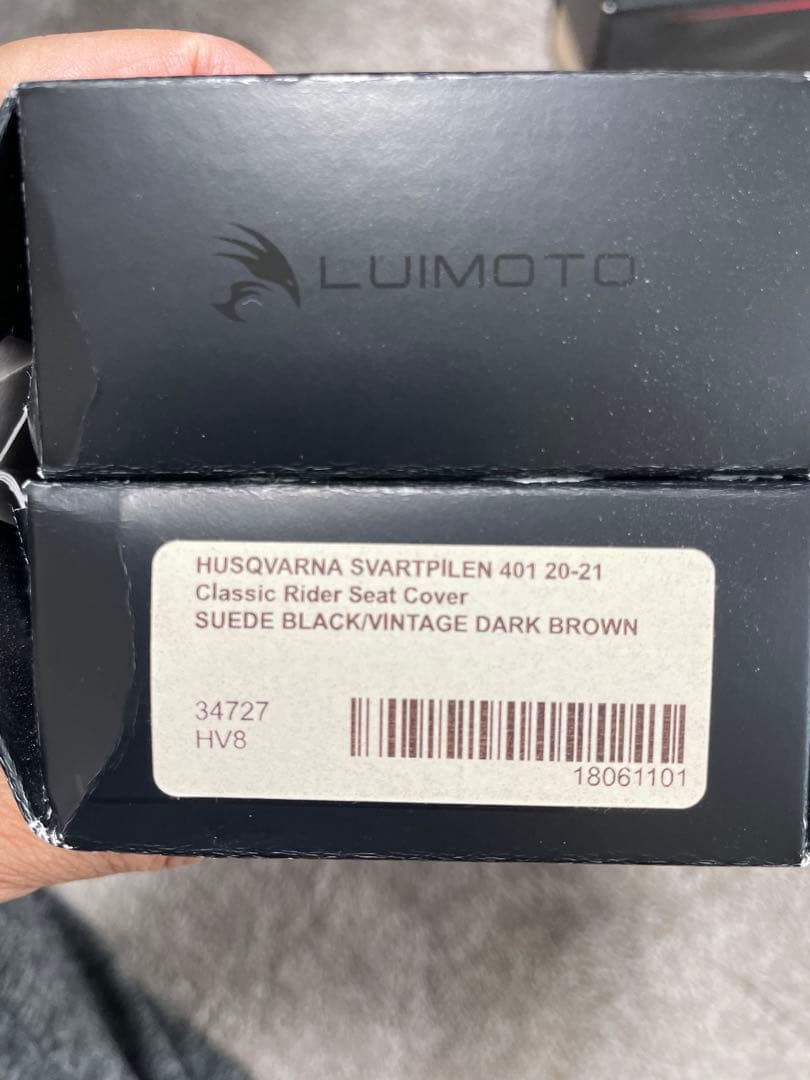 LUIMOTO
HUSQVARNA SVARTPILEN 401 20-21
Classic Rider Seat Cover
SUEDE BLACK/VINTAGE DARK BROWN
34727
HV8
18061101